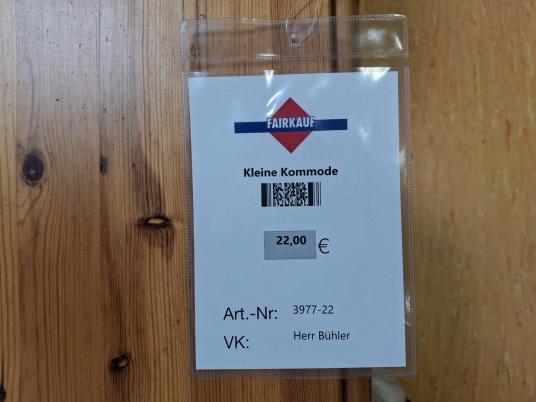 FAIRKAUF
Kleine Kommode
22,00 €
Art.-Nr: 3977-22
VK: Herr Bühler